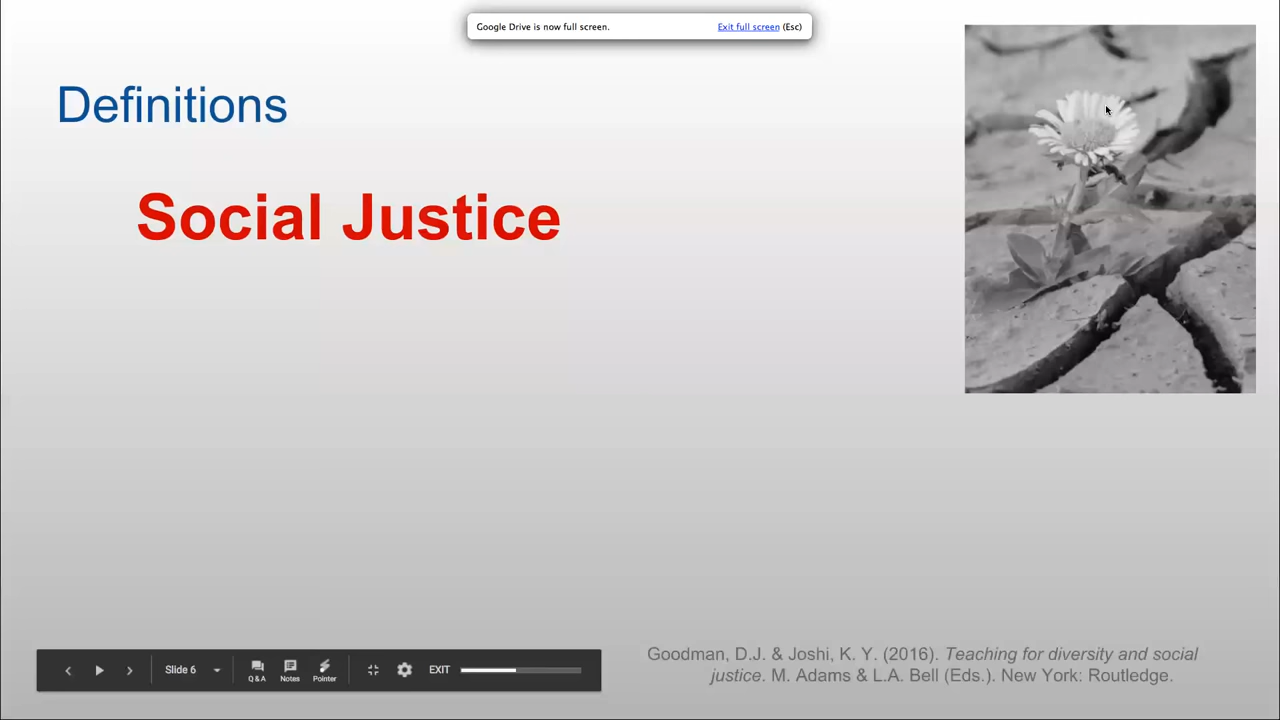 Google Drive is now full screen. Exit full screen (Esc)
Definitions
Social Justice
Slide 6
Q & A
Notes
Pointer
EXIT
Goodman, D.J. & Joshi, K. Y. (2016). Teaching for diversity and social
justice. M. Adams & L.A. Bell (Eds.). New York: Routledge.